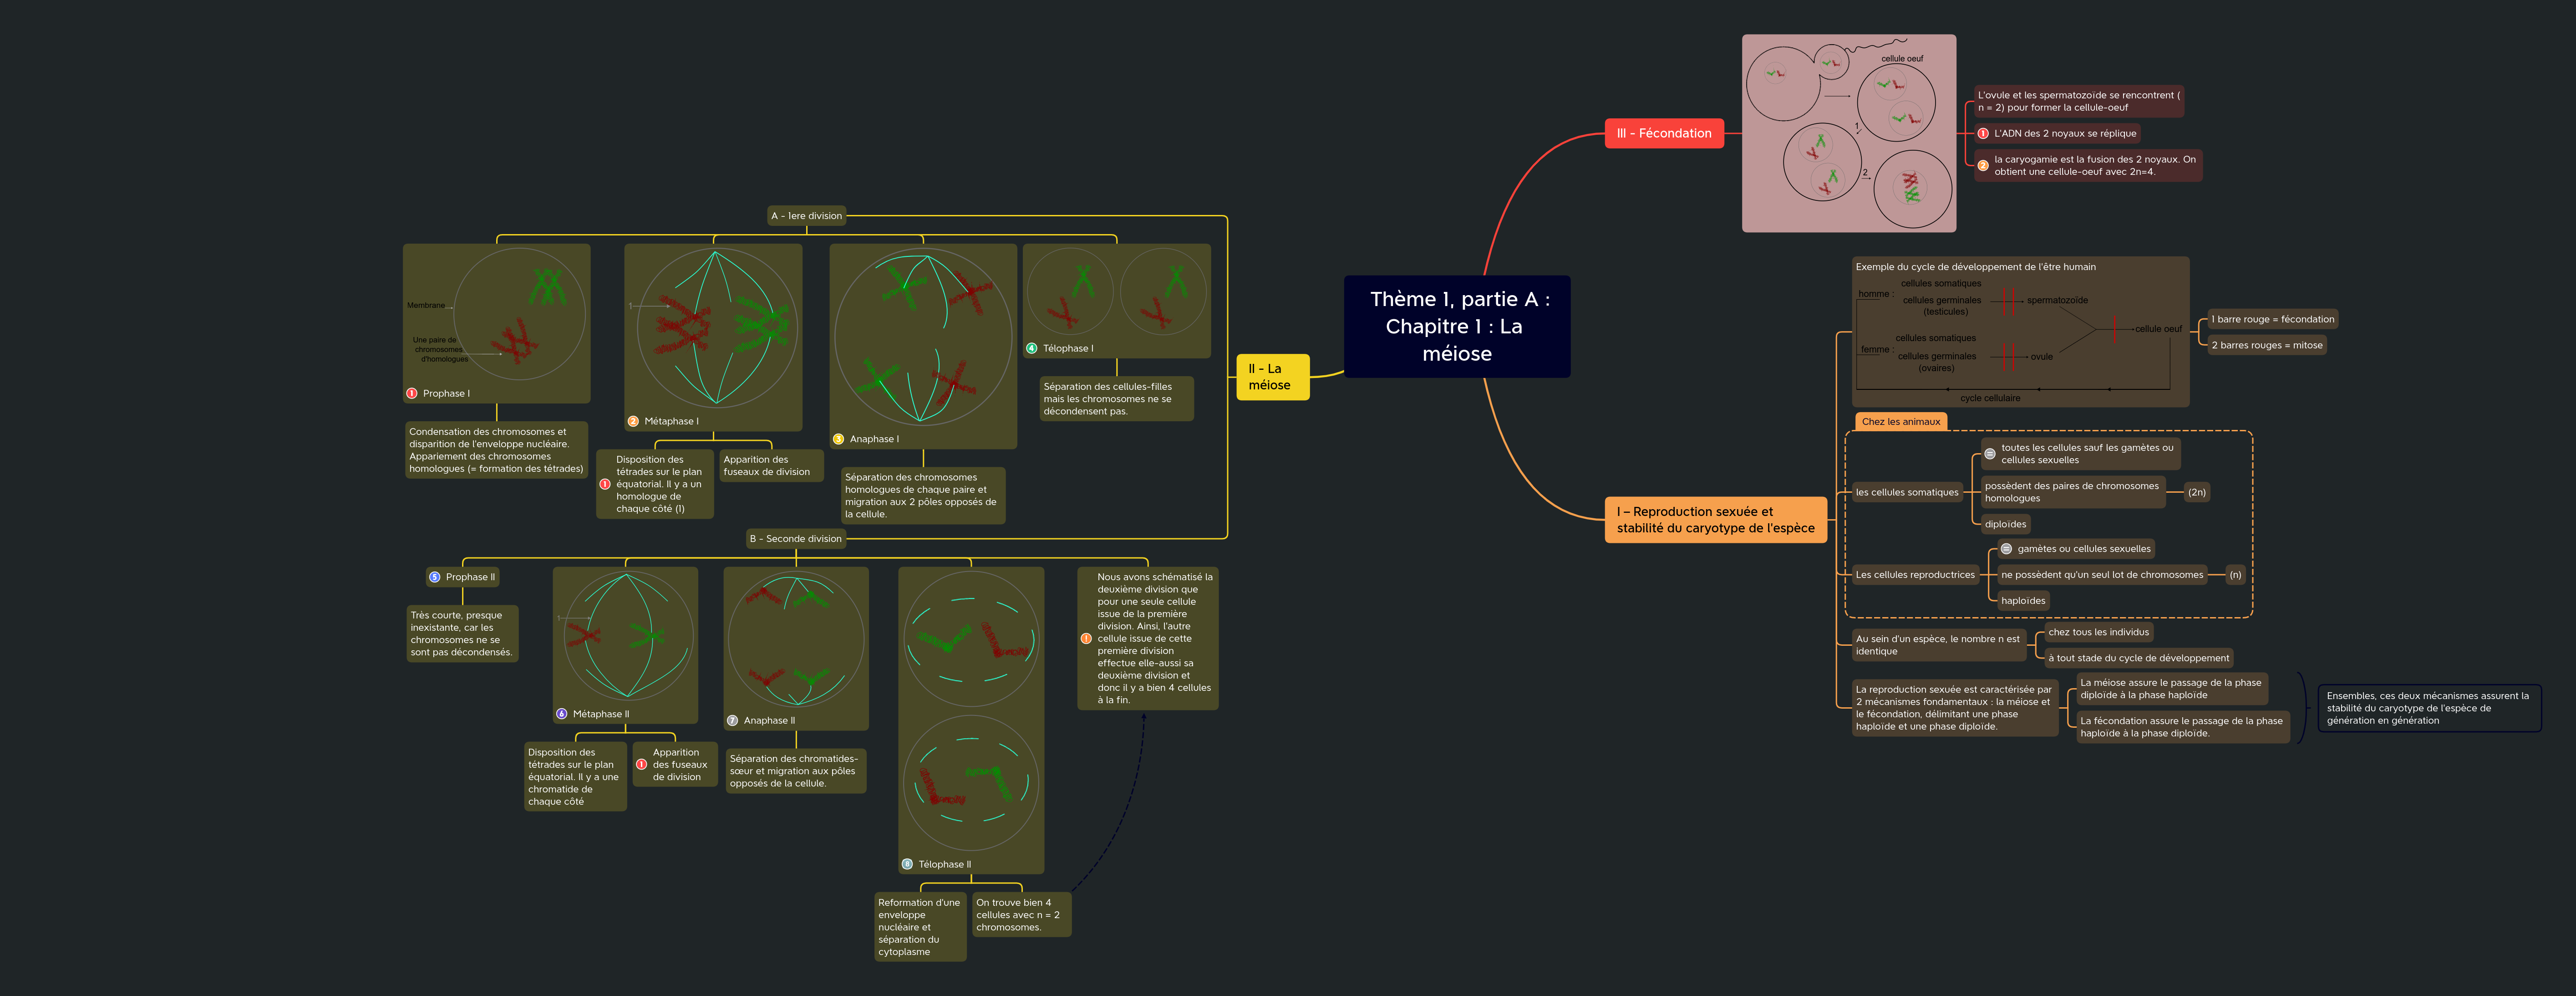 Thème 1, partie A :
Chapitre 1 : La
méiose
I – Reproduction sexuée et
stabilité du caryotype de l'espèce
Exemple du cycle de développement de l'être humain
homme :
cellules somatiques
cellules germinales
(testicules)
spermatozoïde
cellule oeuf
femme :
cellules somatiques
cellules germinales
(ovaires)
ovule
cycle cellulaire
1 barre rouge = fécondation
2 barres rouges = mitose
Chez les animaux
les cellules somatiques
=
toutes les cellules sauf les gamètes ou
cellules sexuelles
possèdent des paires de chromosomes
homologues
(2n)
diploïdes
Les cellules reproductrices
=
gamètes ou cellules sexuelles
ne possèdent qu'un seul lot de chromosomes
(n)
haploïdes
Au sein d'un espèce, le nombre n est
identique
chez tous les individus
à tout stade du cycle de développement
La reproduction sexuée est caractérisée par
2 mécanismes fondamentaux : la méiose et
le fécondation, délimitant une phase
haploïde et une phase diploïde.
La méiose assure le passage de la phase
diploïde à la phase haploïde
La fécondation assure le passage de la phase
haploïde à la phase diploïde.
Ensembles, ces deux mécanismes assurent la
stabilité du caryotype de l'espèce de
génération en génération
II - La
méiose
A - 1ere division
Membrane
Une paire de
chromosomes
d'homologues
1 Prophase I
Condensation des chromosomes et
disparition de l'enveloppe nucléaire.
Appariement des chromosomes
homologues (= formation des tétrades)
1
2 Métaphase I
1
Disposition des
tétrades sur le plan
équatorial. Il y a un
homologue de
chaque côté (1)
Apparition des
fuseaux de division
3 Anaphase I
Séparation des chromosomes
homologues de chaque paire et
migration aux 2 pôles opposés de
la cellule.
4 Télophase I
Séparation des cellules-filles
mais les chromosomes ne se
décondensent pas.
B - Seconde division
5 Prophase II
Très courte, presque
inexistante, car les
chromosomes ne se
sont pas décondensés.
1
6 Métaphase II
Disposition des
tétrades sur le plan
équatorial. Il y a une
chromatide de
chaque côté
1
Apparition
des fuseaux
de division
7 Anaphase II
Séparation des chromatides-
sœur et migration aux pôles
opposés de la cellule.
8 Télophase II
Reformation d'une
enveloppe
nucléaire et
séparation du
cytoplasme
On trouve bien 4
cellules avec n = 2
chromosomes.
!
Nous avons schématisé la
deuxième division que
pour une seule cellule
issue de la première
division. Ainsi, l'autre
cellule issue de cette
première division
effectue elle-aussi sa
deuxième division et
donc il y a bien 4 cellules
à la fin.
III - Fécondation
cellule oeuf
1
2
L'ovule et les spermatozoïde se rencontrent (
n = 2) pour former la cellule-oeuf
1 L'ADN des 2 noyaux se réplique
2
la caryogamie est la fusion des 2 noyaux. On
obtient une cellule-oeuf avec 2n=4.